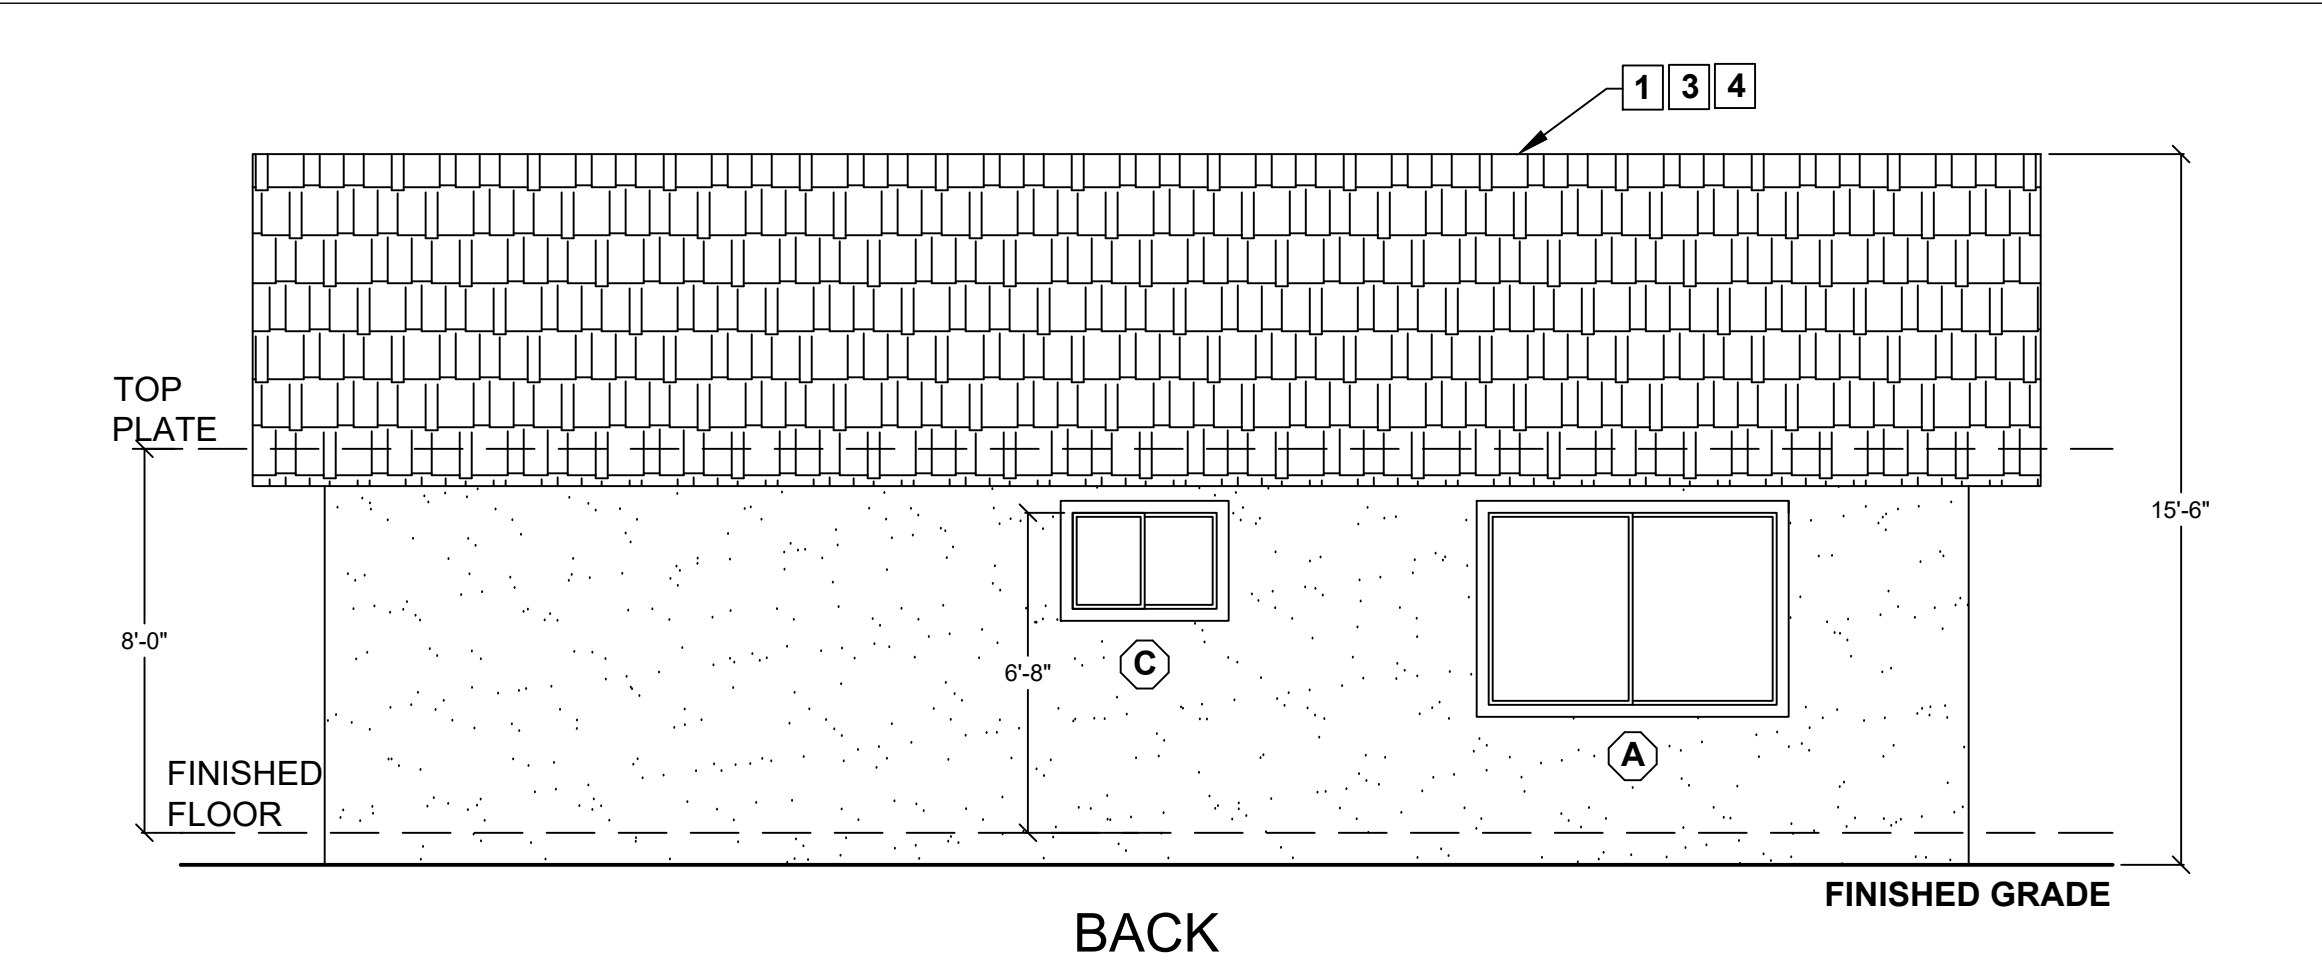 1 3 4
TOP
PLATE
15'-6"
8'-0"
6'-8"
C
A
FINISHED
FLOOR
FINISHED GRADE
BACK